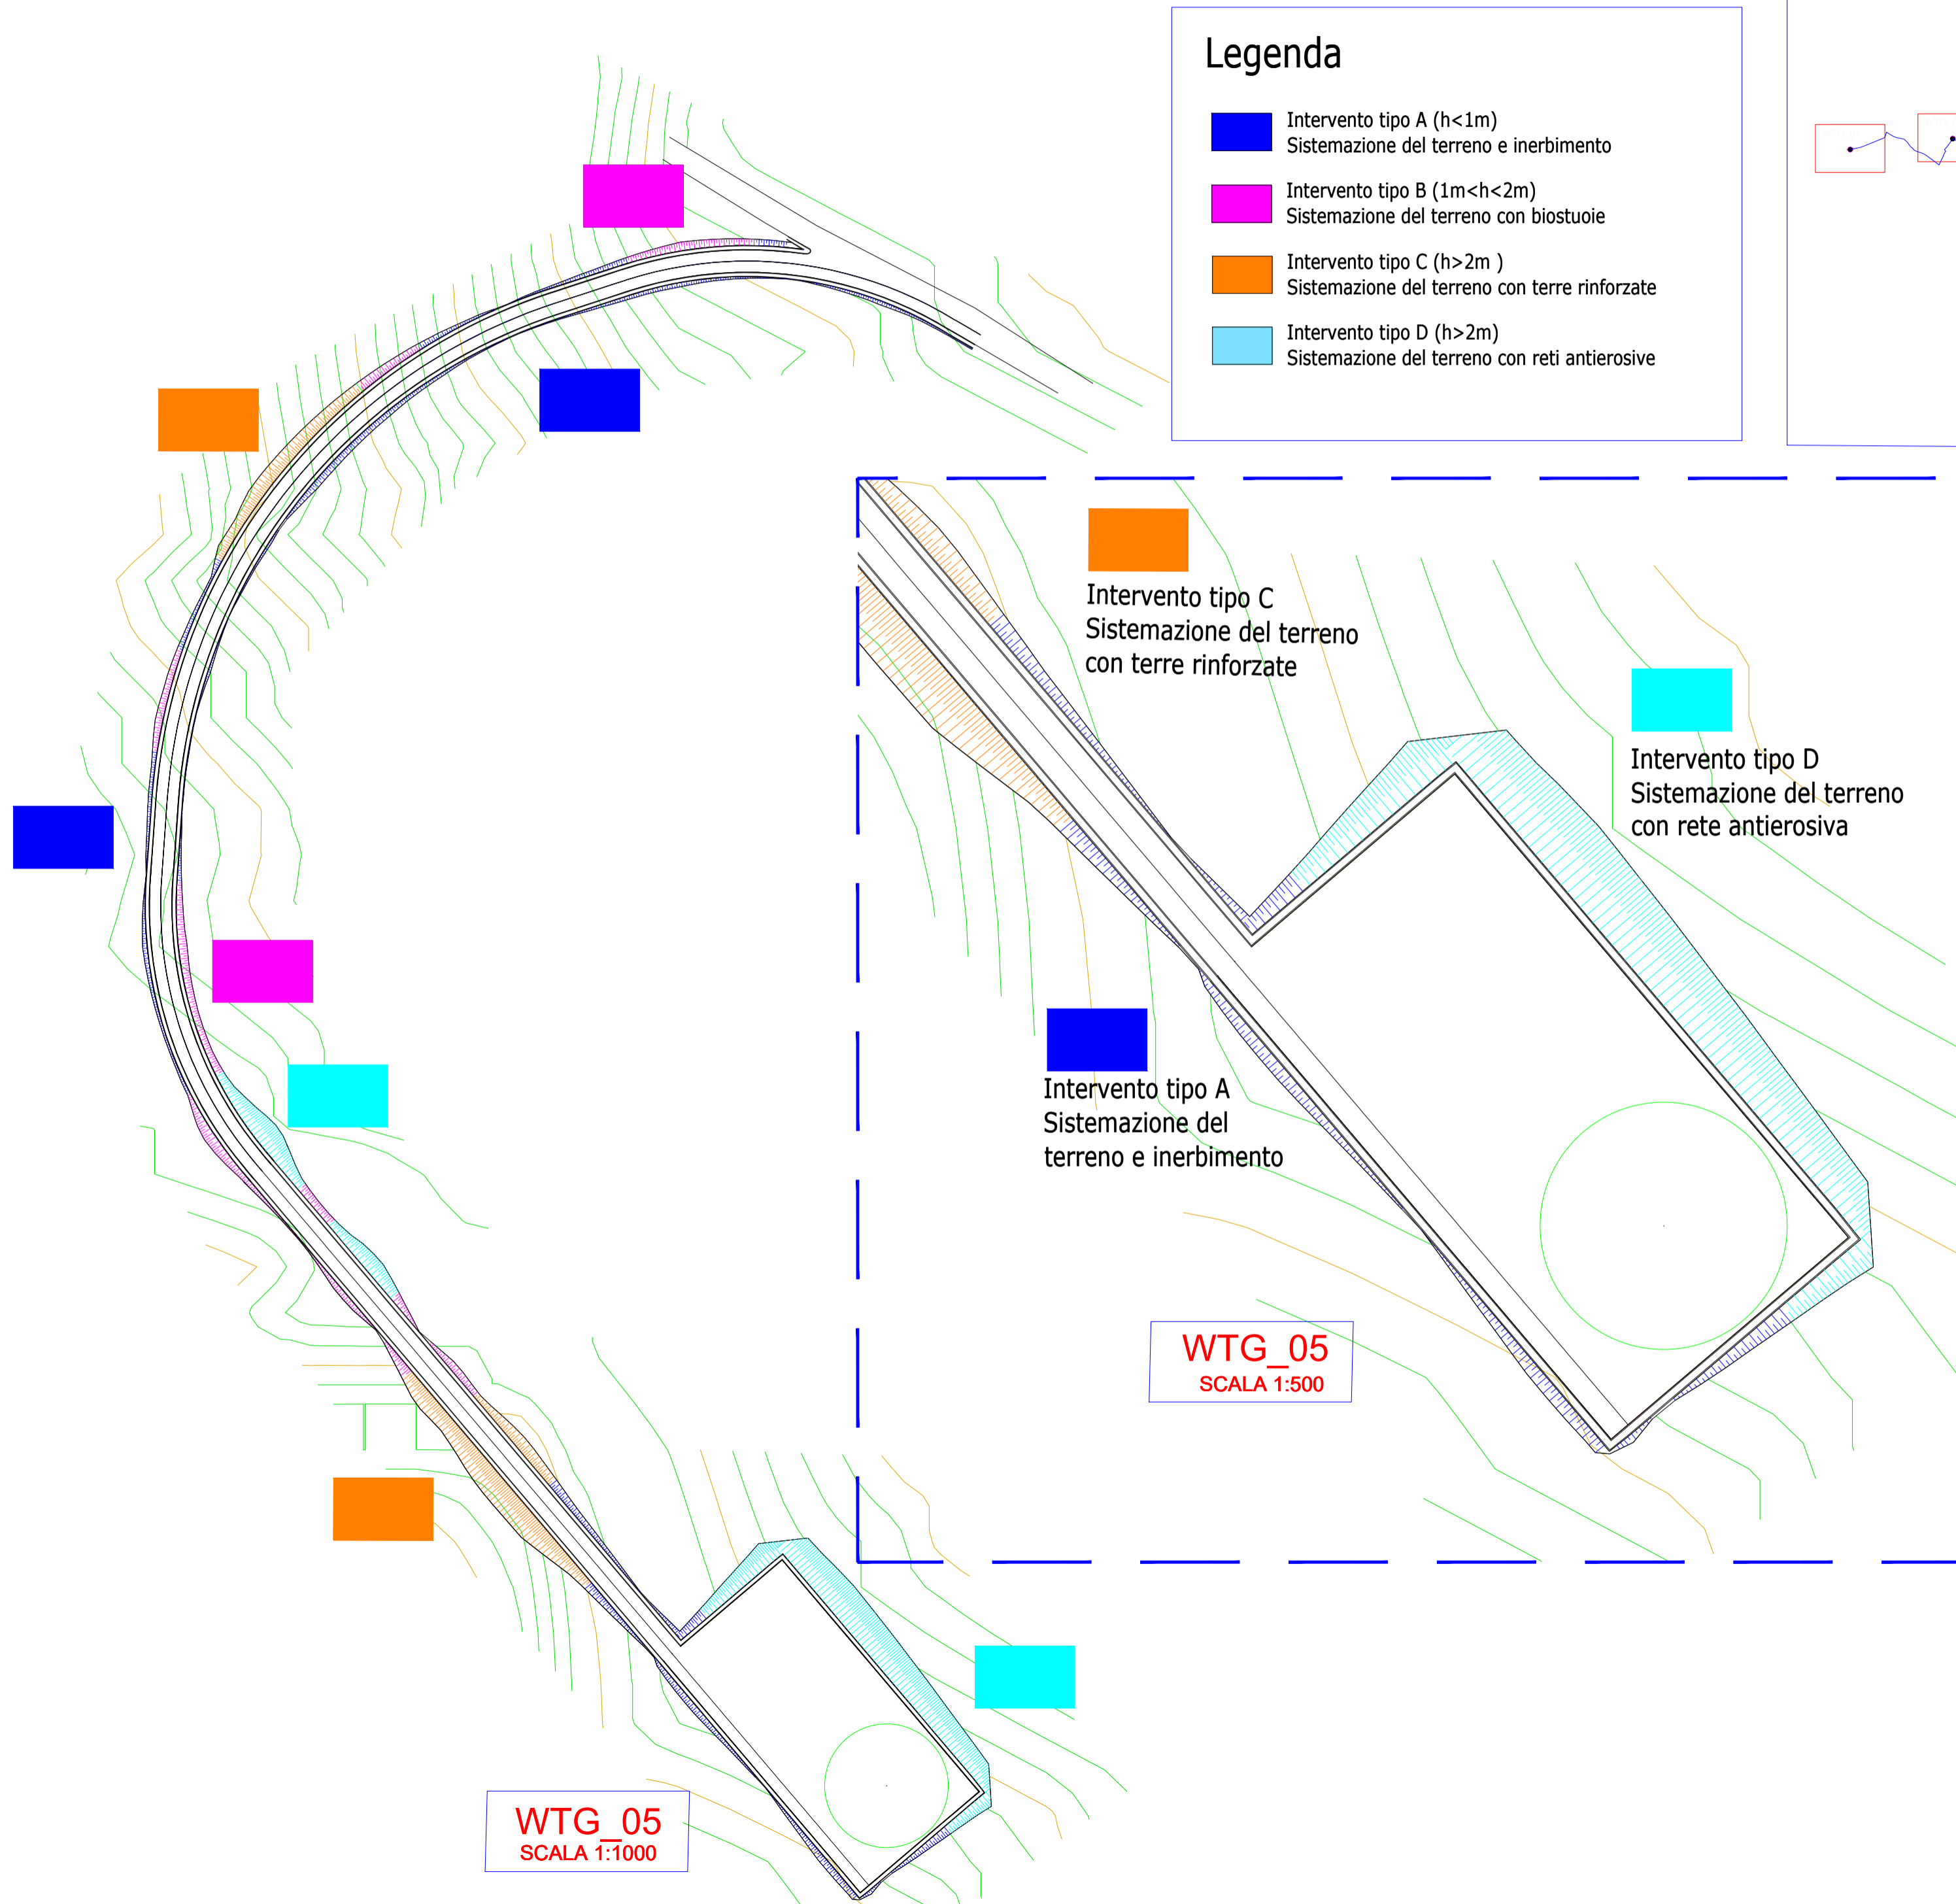 Legenda
Intervento tipo A (h<1m)
Sistemazione del terreno e inerbimento
Intervento tipo B (1m<h<2m)
Sistemazione del terreno con biostuoie
Intervento tipo C (h>2m )
Sistemazione del terreno con terre rinforzate
Intervento tipo D (h>2m)
Sistemazione del terreno con reti antierosive
Intervento tipo C
Sistemazione del terreno
con terre rinforzate
Intervento tipo D
Sistemazione del terreno
con rete antierosiva
Intervento tipo A
Sistemazione del
terreno e inerbimento
WTG_05
SCALA 1:500
WTG_05
SCALA 1:1000